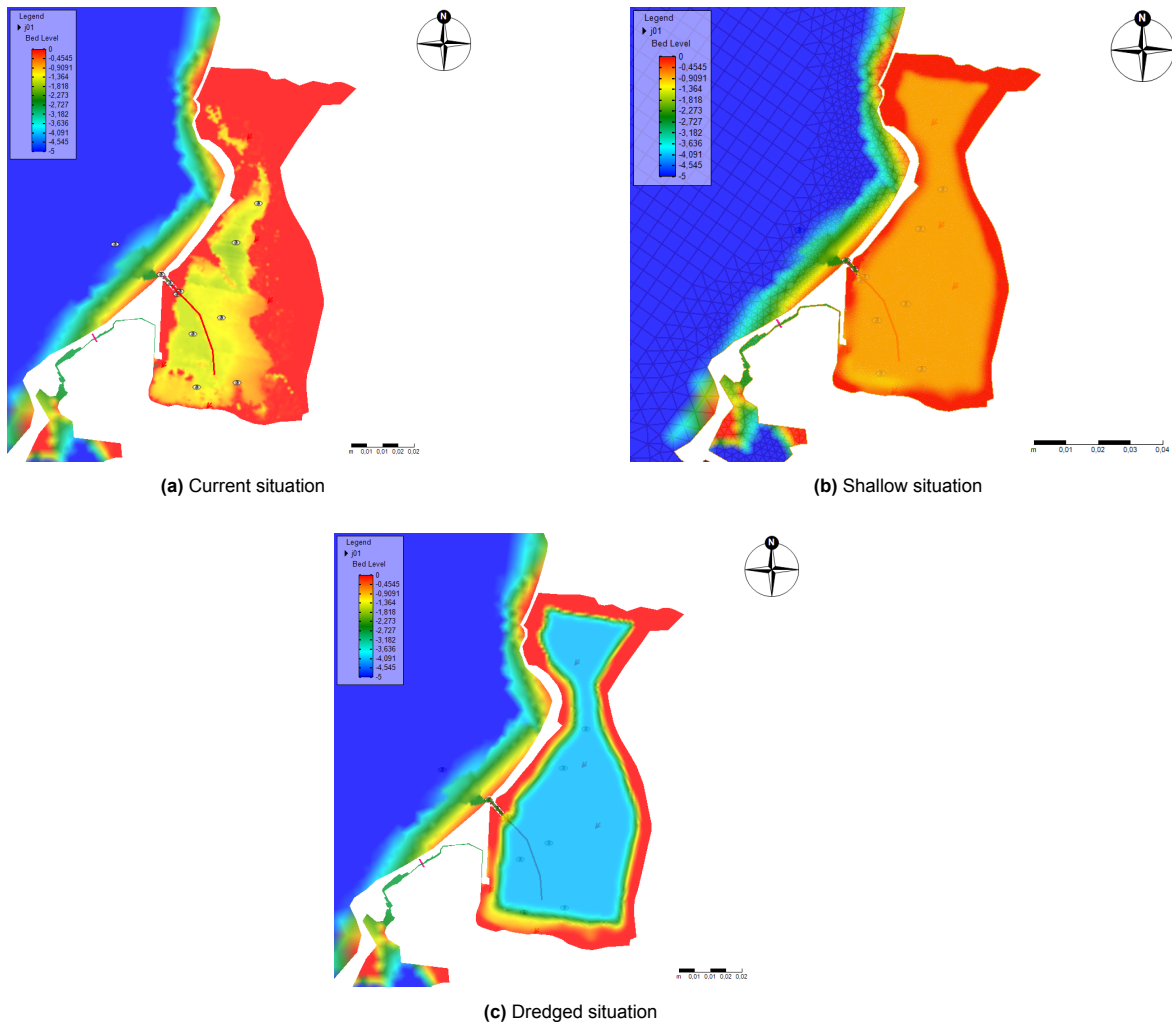 Legend
j01
Bed Level
0
-0,4545
-0,9091
-1,364
-1,818
-2,273
-2,727
-3,182
-3,636
-4,091
-4,545
-5
N
m 0,01 0,01 0,02 0,02
(a) Current situation
Legend
j01
Bed Level
0
-0,4545
-0,9091
-1,364
-1,818
-2,273
-2,727
-3,182
-3,636
-4,091
-4,545
-5
N
m 0,01 0,02 0,03 0,04
(b) Shallow situation
Legend
j01
Bed Level
0
-0,4545
-0,9091
-1,364
-1,818
-2,273
-2,727
-3,182
-3,636
-4,091
-4,545
-5
N
m 0,01 0,01 0,02 0,02
(c) Dredged situation